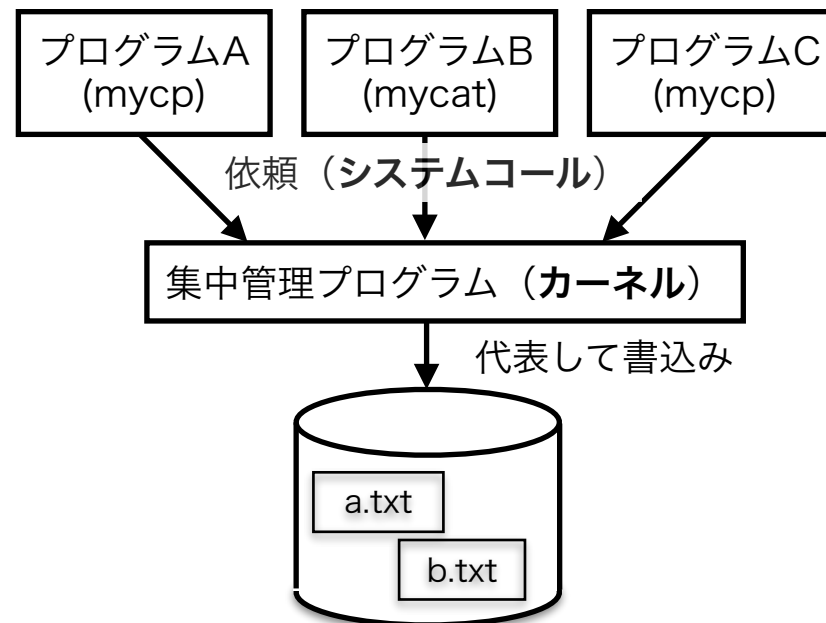 プログラムA
(mycp)
プログラムB
(mycat)
プログラムC
(mycp)
依頼（システムコール）
集中管理プログラム（カーネル）
代表して書込み
a.txt
b.txt